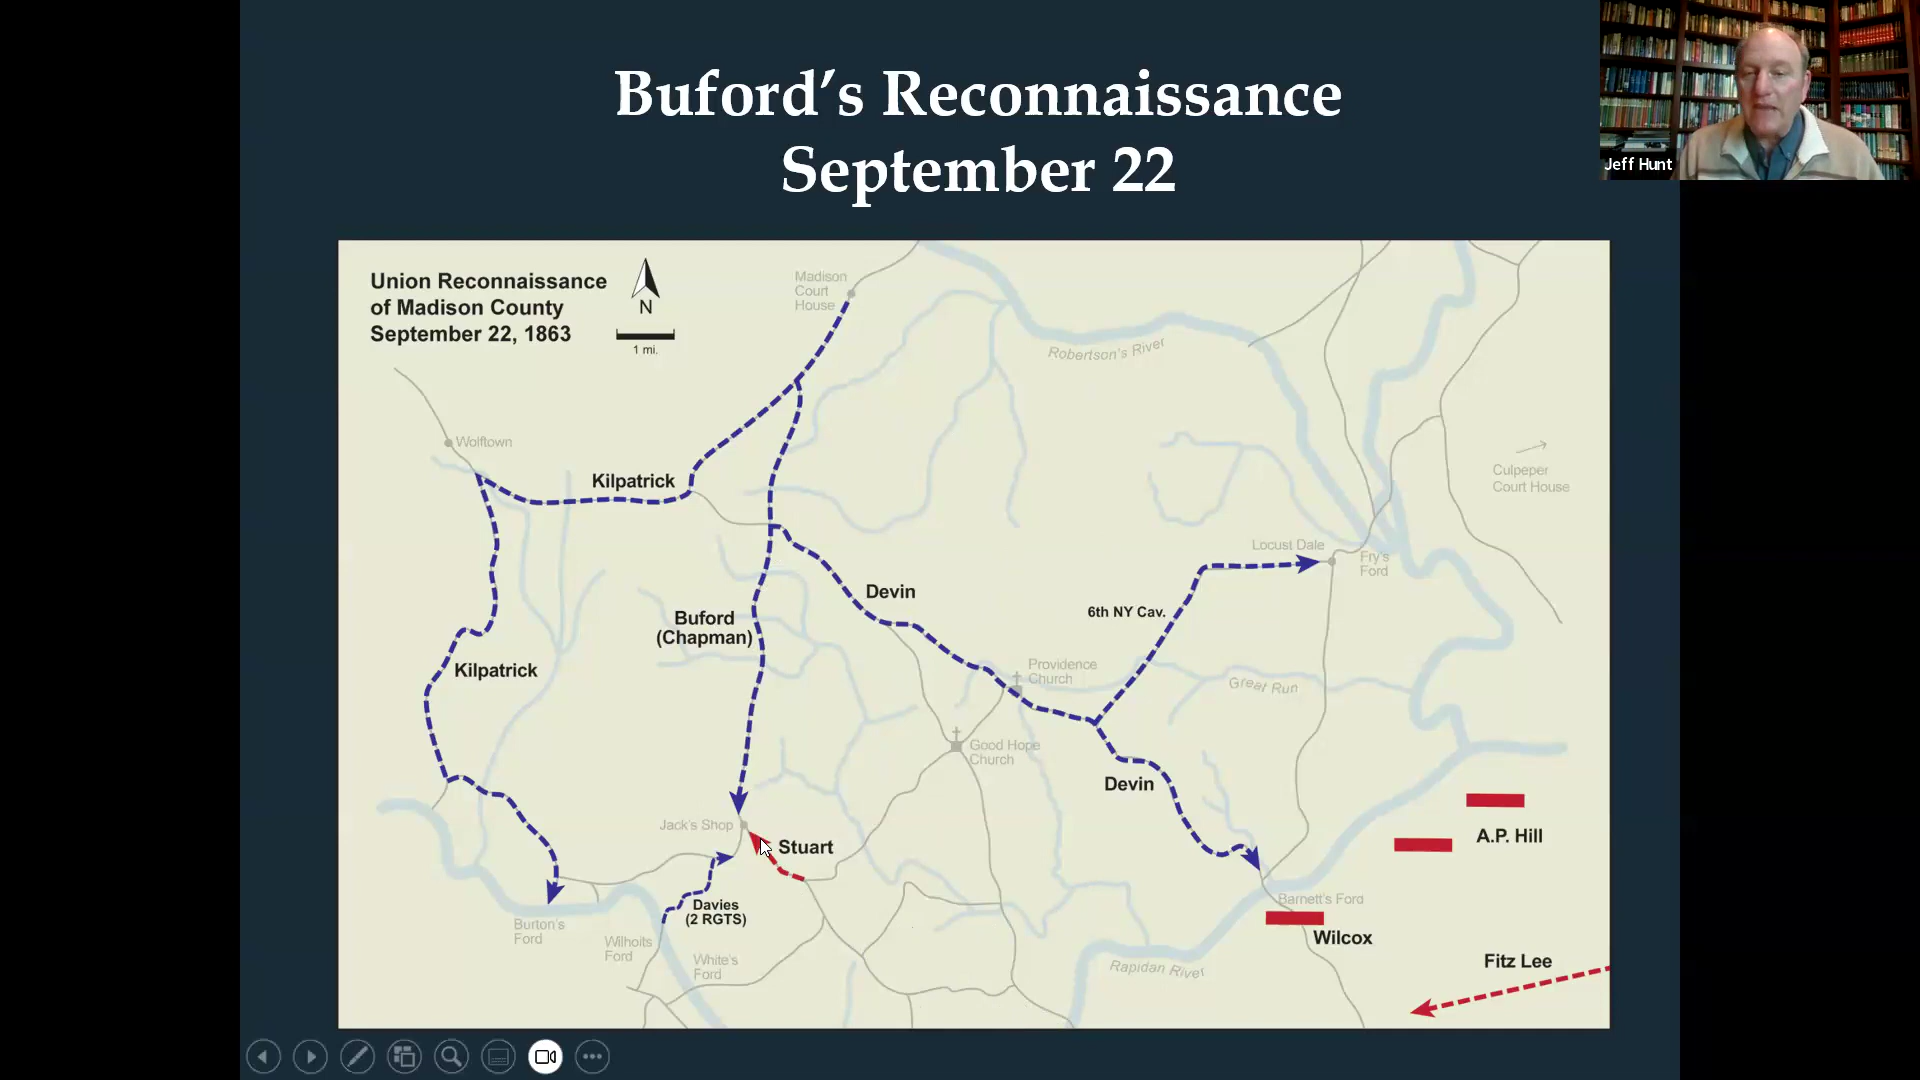 Buford’s Reconnaissance
September 22
Jeff Hunt
Union Reconnaissance
of Madison County
September 22, 1863
N
1 mi.
Madison
Court
House
Robertson's River
Wolftown
Kilpatrick
Culpeper
Court House
Locust Dale
Fry's
Ford
Devin
6th NY Cav.
Buford
(Chapman)
Kilpatrick
Providence
Church
Great Run
Good Hope
Church
Devin
A.P. Hill
Jack's Shop
Stuart
Davies
(2 RGTS)
Barnett's Ford
Wilcox
Burton's
Ford
Wilhoits
Ford
White's
Ford
Rapidan River
Fitz Lee